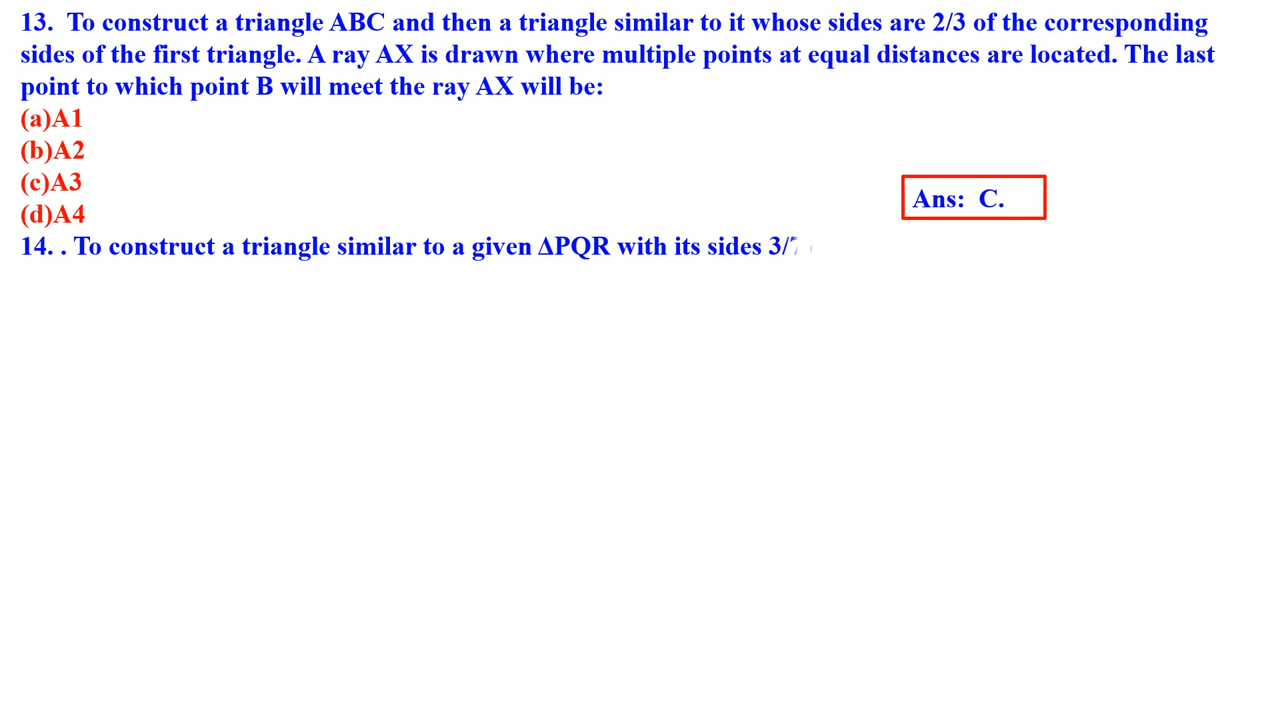 13.  To construct a triangle ABC and then a triangle similar to it whose sides are 2/3 of the corresponding
sides of the first triangle. A ray AX is drawn where multiple points at equal distances are located. The last
point to which point B will meet the ray AX will be:
(a)A1
(b)A2
(c)A3
(d)A4
Ans:  C.
14. . To construct a triangle similar to a given ΔPQR with its sides 3/7